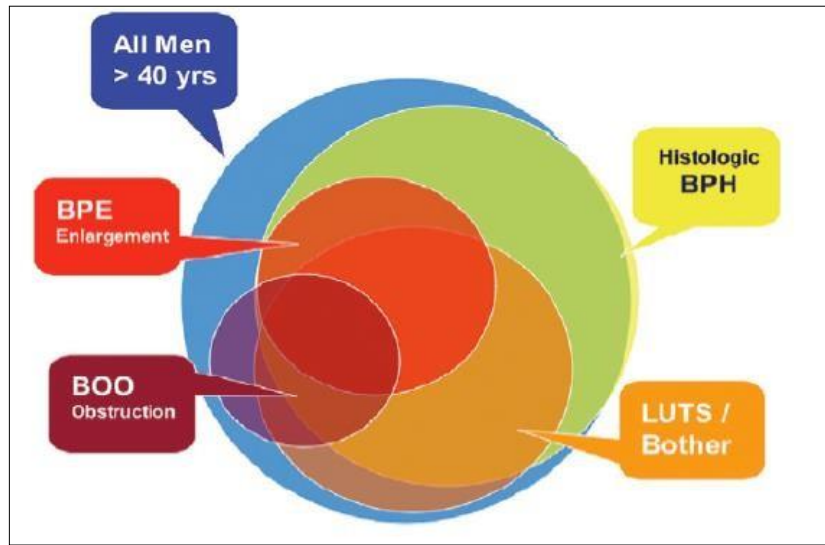 All Men
> 40 yrs
Histologic
BPH
BPE
Enlargement
BOO
Obstruction
LUTS /
Bother